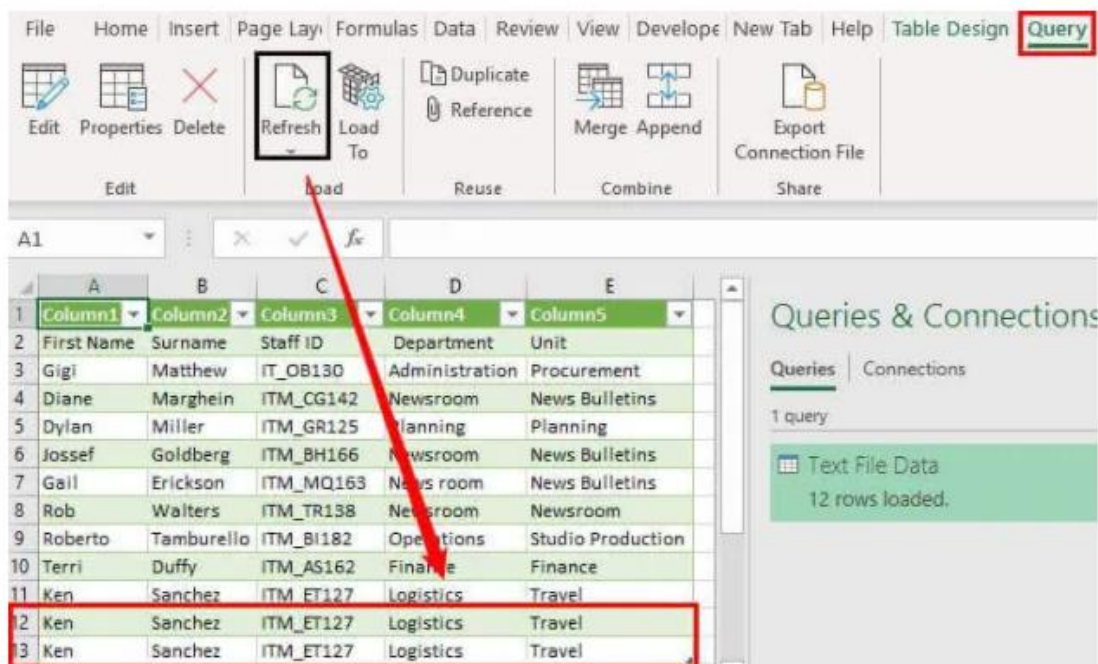 File Home Insert Page Lay Formulas Data Review View Develope New Tab Help Table Design Query
Edit Properties Delete Refresh Load To Duplicate Reference Merge Append Export Connection File
Edit Load Reuse Combine Share
A1 fx
A B C D E
1 Column1 Column2 Column3 Column4 Column5
2 First Name Surname Staff ID Department Unit
3 Gigi Matthew IT_OB130 Administration Procurement
4 Diane Marghein ITM_CG142 Newsroom News Bulletins
5 Dylan Miller ITM_GR125 Planning Planning
6 Jossef Goldberg ITM_BH166 Newsroom News Bulletins
7 Gail Erickson ITM_MQ163 News room News Bulletins
8 Rob Walters ITM_TR138 Newsroom Newsroom
9 Roberto Tamburello ITM_BI182 Operations Studio Production
10 Terri Duffy ITM_AS162 Finance Finance
11 Ken Sanchez ITM_ET127 Logistics Travel
12 Ken Sanchez ITM_ET127 Logistics Travel
13 Ken Sanchez ITM_ET127 Logistics Travel
Queries & Connections
Queries Connections
1 query
Text File Data
12 rows loaded.